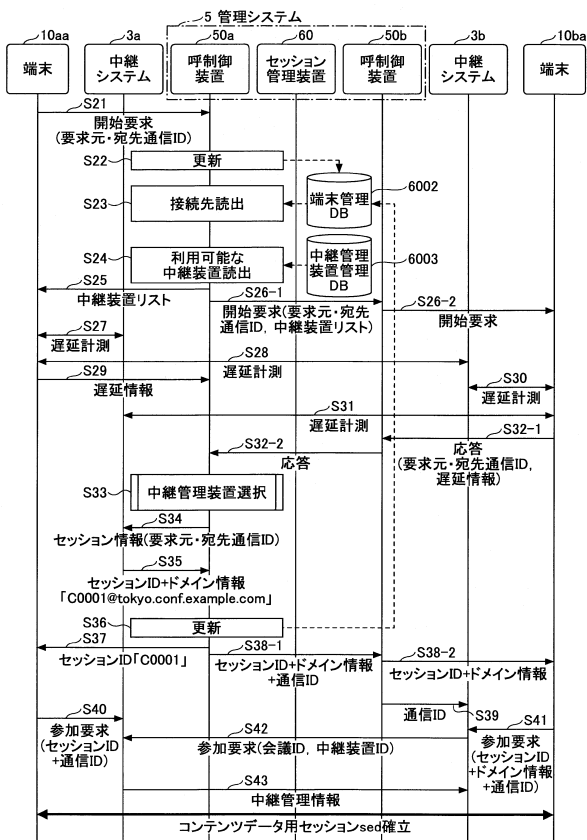 5 管理システム
10aa
3a
50a
60
50b
3b
10ba
端末
中継
システム
呼制御
装置
セッション
管理装置
呼制御
装置
中継
システム
端末
S21
開始要求
(要求元・宛先通信ID)
S22
更新
端末管理
DB
6002
S23
接続先読出
S24
利用可能な
中継装置読出
中継管理
装置管理
DB
6003
S25
中継装置リスト
S26-1
開始要求(要求元・宛先
通信ID, 中継装置リスト)
S26-2
開始要求
S27
遅延計測
S28
遅延計測
S29
遅延情報
S30
遅延計測
S31
遅延計測
S32-1
応答
(要求元・宛先通信ID,
遅延情報)
S32-2
応答
S33
中継管理装置選択
S34
セッション情報(要求元・宛先通信ID)
S35
セッションID+ドメイン情報
「C0001@tokyo.conf.example.com」
S36
更新
S37
セッションID「C0001」
S38-1
セッションID+ドメイン情報
+通信ID
S38-2
セッションID+ドメイン情報
通信ID
S39
S40
参加要求
(セッションID
+通信ID)
S41
参加要求
(セッションID
+ドメイン情報
+通信ID)
S42
参加要求(会議ID, 中継装置ID)
S43
中継管理情報
コンテンツデータ用セッションsed確立